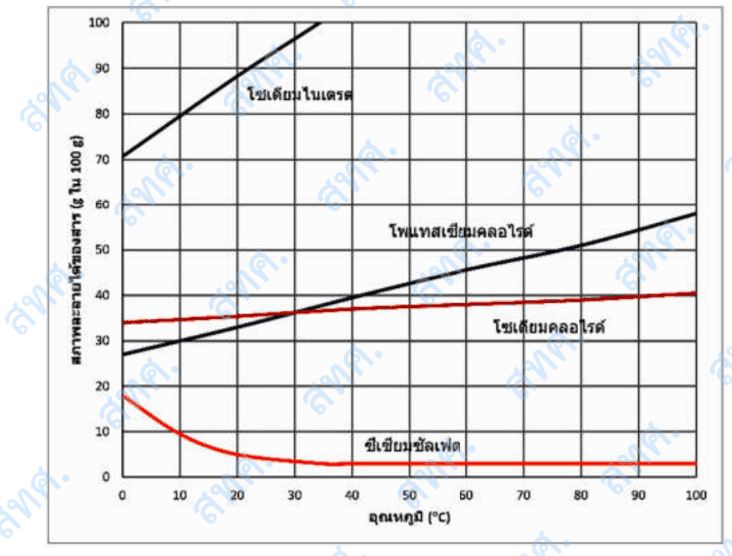 สภาพละลายได้ของสาร (g ใน 100 g)
100
90
80
70
60
50
40
30
20
10
0
โซเดียมไนเตรต
โพแทสเซียมคลอไรด์
โซเดียมคลอไรด์
ซีเซียมซัลเฟต
0 10 20 30 40 50 60 70 80 90 100
อุณหภูมิ (°C)
สทศ.